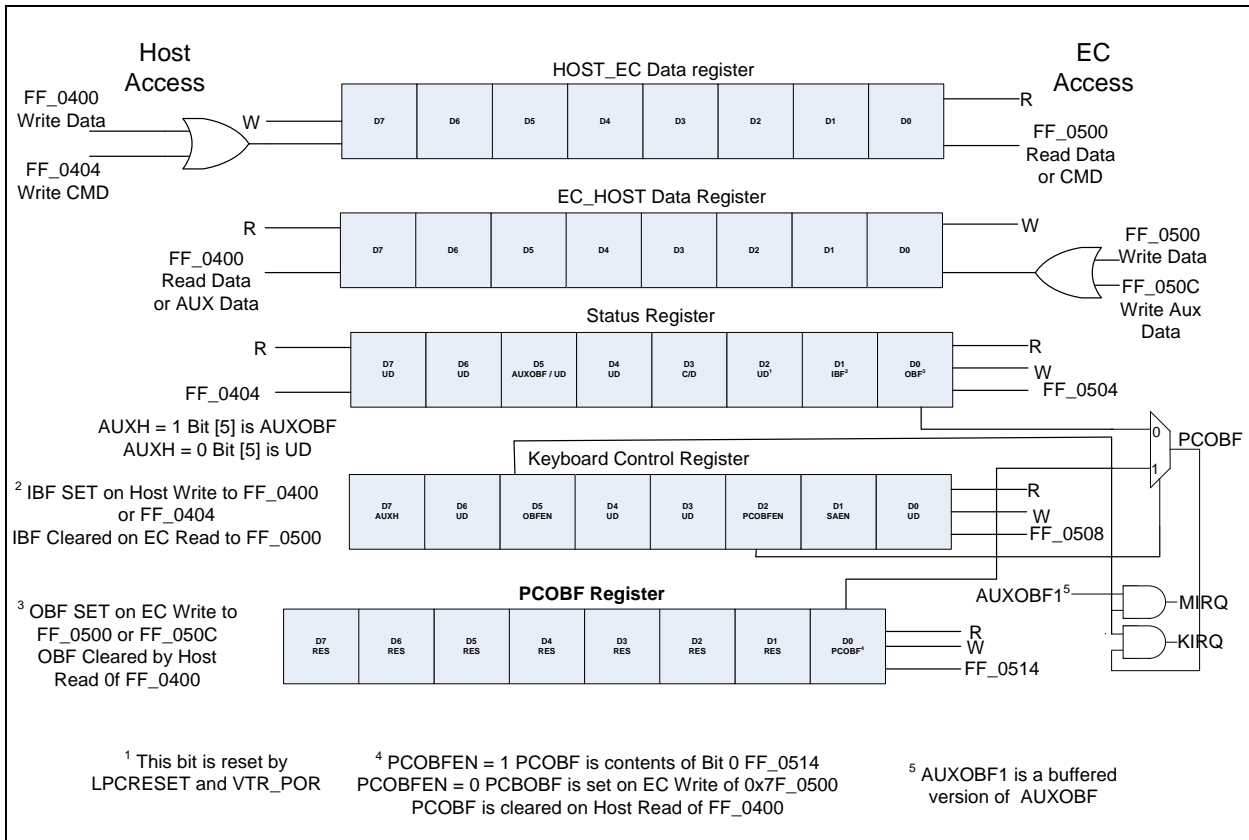 Host
Access
EC
Access
HOST_EC Data register
FF_0400
Write Data
FF_0404
Write CMD
W
D7 D6 D5 D4 D3 D2 D1 D0
R
FF_0500
Read Data
or CMD
EC_HOST Data Register
R
FF_0400
Read Data
or AUX Data
D7 D6 D5 D4 D3 D2 D1 D0
W
FF_0500
Write Data
FF_050C
Write Aux
Data
Status Register
R
FF_0404
D7 D6 D5 D4 D3 D2 D1 D0
UD UD AUXOBF / UD UD C/D UD¹ IBF² OBF³
R
W
FF_0504
AUXH = 1 Bit [5] is AUXOBF
AUXH = 0 Bit [5] is UD
0
1
PCOBF
Keyboard Control Register
² IBF SET on Host Write to FF_0400
or FF_0404
IBF Cleared on EC Read to FF_0500
D7 D6 D5 D4 D3 D2 D1 D0
AUXH UD OBFEN UD UD PCOBFEN SAEN UD
R
W
FF_0508
PCOBF Register
³ OBF SET on EC Write to
FF_0500 or FF_050C
OBF Cleared by Host
Read 0f FF_0400
D7 D6 D5 D4 D3 D2 D1 D0
RES RES RES RES RES RES RES PCOBF⁴
R
W
FF_0514
AUXOBF1⁵
MIRQ
KIRQ
¹ This bit is reset by
LPCRESET and VTR_POR
⁴ PCOBFEN = 1 PCOBF is contents of Bit 0 FF_0514
PCOBFEN = 0 PCBOBF is set on EC Write of 0x7F_0500
PCOBF is cleared on Host Read of FF_0400
⁵ AUXOBF1 is a buffered
version of AUXOBF